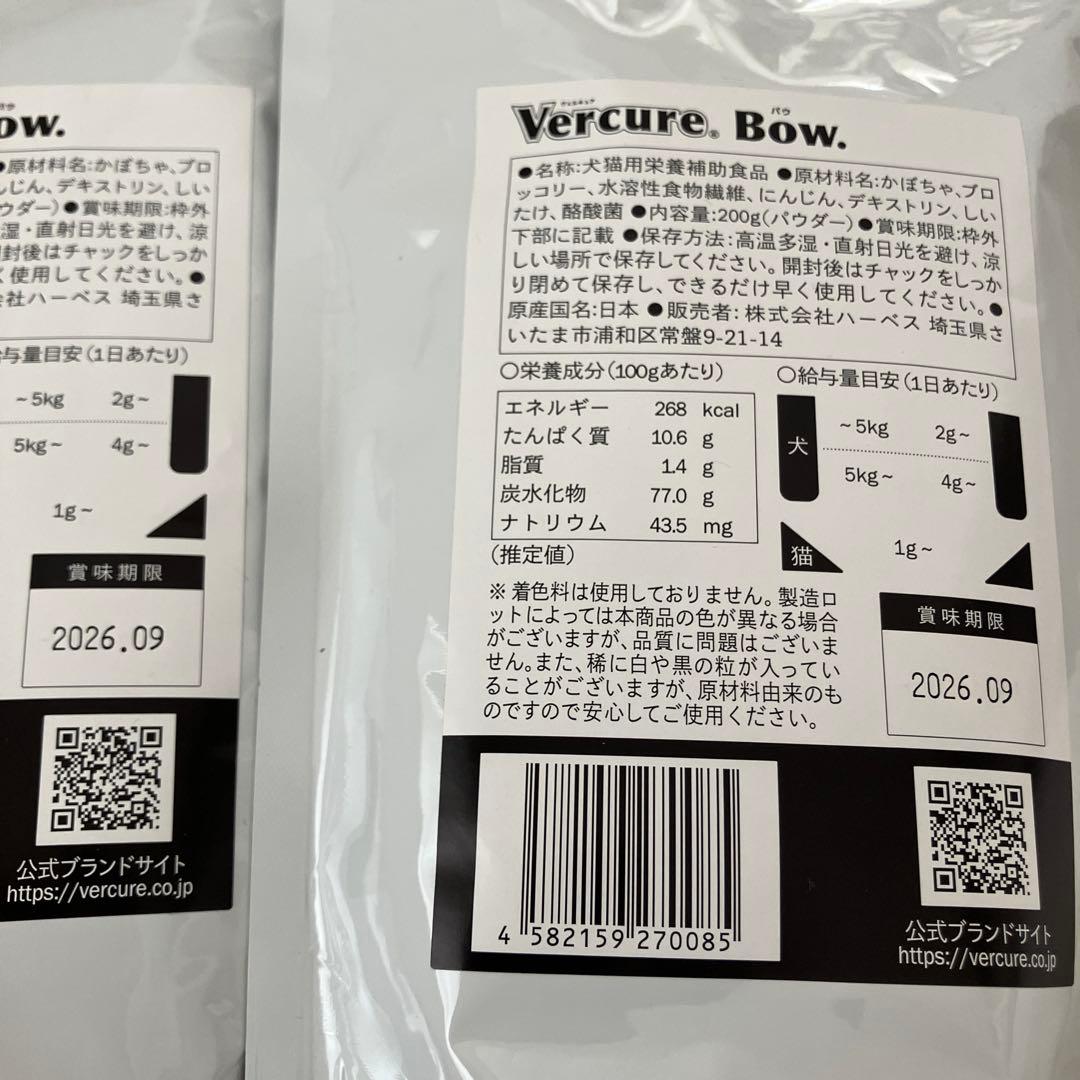 ow.
●原材料名:かぼちゃ、ブロ
んじん、デキストリン、しい
ウダー)●賞味期限:枠外
湿・直射日光を避け、涼
開封後はチャックをしっか
く使用してください。●
会社ハーベス 埼玉県さ
給与量目安(1日あたり)
~5kg 2g~
5kg~ 4g~
1g~
賞味期限
2026.09
公式ブランドサイト
https://vercure.co.jp
ヴェルキュア バウ
Vercure® Bow.
●名称:犬猫用栄養補助食品 ●原材料名:かぼちゃ、ブロ
ッコリー、水溶性食物繊維、にんじん、デキストリン、しい
たけ、酪酸菌 ●内容量:200g(パウダー)●賞味期限:枠外
下部に記載 ●保存方法:高温多湿・直射日光を避け、涼
しい場所で保存してください。開封後はチャックをしっか
り閉めて保存し、できるだけ早く使用してください。●
原産国名:日本 ●販売者: 株式会社ハーベス 埼玉県さ
いたま市浦和区常盤9-21-14
○栄養成分(100gあたり)
エネルギー 268 kcal
たんぱく質 10.6 g
脂質 1.4 g
炭水化物 77.0 g
ナトリウム 43.5 mg
(推定値)
○給与量目安(1日あたり)
犬
~5kg 2g~
5kg~ 4g~
猫
1g~
※着色料は使用しておりません。製造ロ
ットによっては本商品の色が異なる場合
がございますが、品質に問題はございま
せん。また、稀に白や黒の粒が入ってい
ることがございますが、原材料由来のも
のですので安心してご使用ください。
賞味期限
2026.09
4 582159 270085
公式ブランドサイト
https://vercure.co.jp